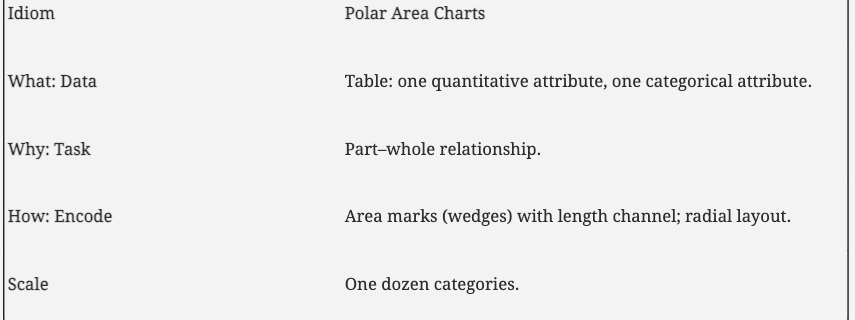 Idiom Polar Area Charts
What: Data Table: one quantitative attribute, one categorical attribute.
Why: Task Part–whole relationship.
How: Encode Area marks (wedges) with length channel; radial layout.
Scale One dozen categories.